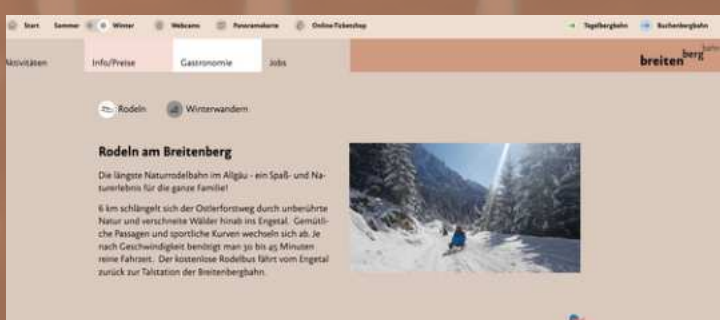 Start Sommer Winter Webcams Panoramakarte Online-Ticketshop Tegelbergbahn Buchenbergbahn
Aktivitäten Info/Preise Gastronomie Jobs
breitenbergbahn
Rodeln Winterwandern
Rodeln am Breitenberg
Die längste Naturrodelbahn im Allgäu - ein Spaß- und Na-
turerlebnis für die ganze Familie!
6 km schlängelt sich der Ostlerforstweg durch unberührte
Natur und verschneite Wälder hinab ins Engetal. Gemütli-
che Passagen und sportliche Kurven wechseln sich ab. Je
nach Geschwindigkeit benötigt man 30 bis 45 Minuten
reine Fahrzeit. Der kostenlose Rodelbus fährt vom Engetal
zurück zur Talstation der Breitenbergbahn.